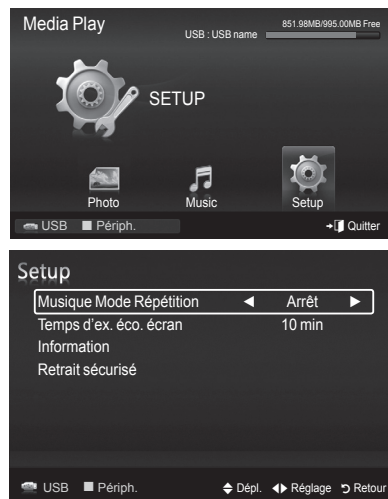 Media Play
851.98MB/995.00MB Free
USB : USB name
SETUP
Photo Music Setup
USB Périph. Quitter
Setup
Musique Mode Répétition ◀ Arrêt ▶
Temps d'ex. éco. écran 10 min
Information
Retrait sécurisé
USB Périph. Dépl. Réglage Retour